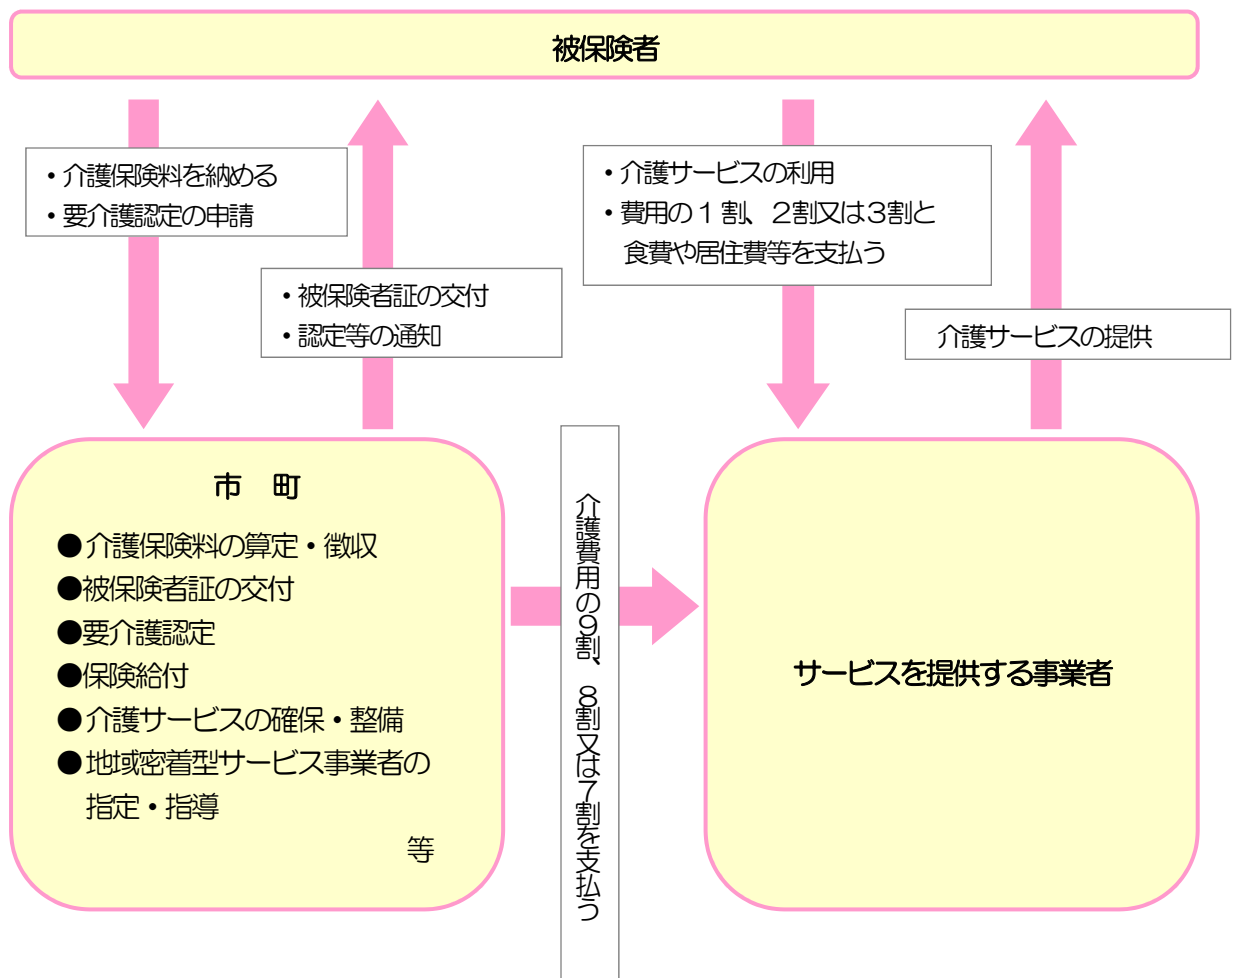 被保険者
・介護保険料を納める
・要介護認定の申請
・被保険者証の交付
・認定等の通知
・介護サービスの利用
・費用の１割、２割又は３割と
食費や居住費等を支払う
介護サービスの提供
市　町
●介護保険料の算定・徴収
●被保険者証の交付
●要介護認定
●保険給付
●介護サービスの確保・整備
●地域密着型サービス事業者の
指定・指導
等
介護費用の９割、８割又は７割を支払う
サービスを提供する事業者